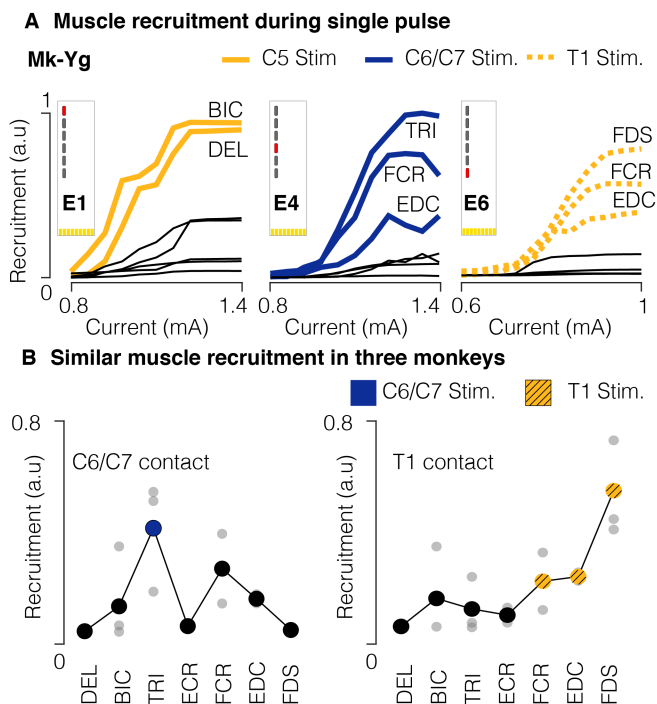 A Muscle recruitment during single pulse
Mk-Yg
C5 Stim
C6/C7 Stim.
T1 Stim.
Recruitment (a.u)
1
0
BIC
DEL
E1
0.8
1.4
Current (mA)
TRI
FCR
EDC
E4
0.8
1.4
Current (mA)
FDS
FCR
EDC
E6
0.6
1
Current (mA)
B Similar muscle recruitment in three monkeys
C6/C7 Stim.
T1 Stim.
0.8
C6/C7 contact
Recruitment (a.u)
0
DEL
BIC
TRI
ECR
FCR
EDC
FDS
0.8
T1 contact
Recruitment (a.u)
0
DEL
BIC
TRI
ECR
FCR
EDC
FDS